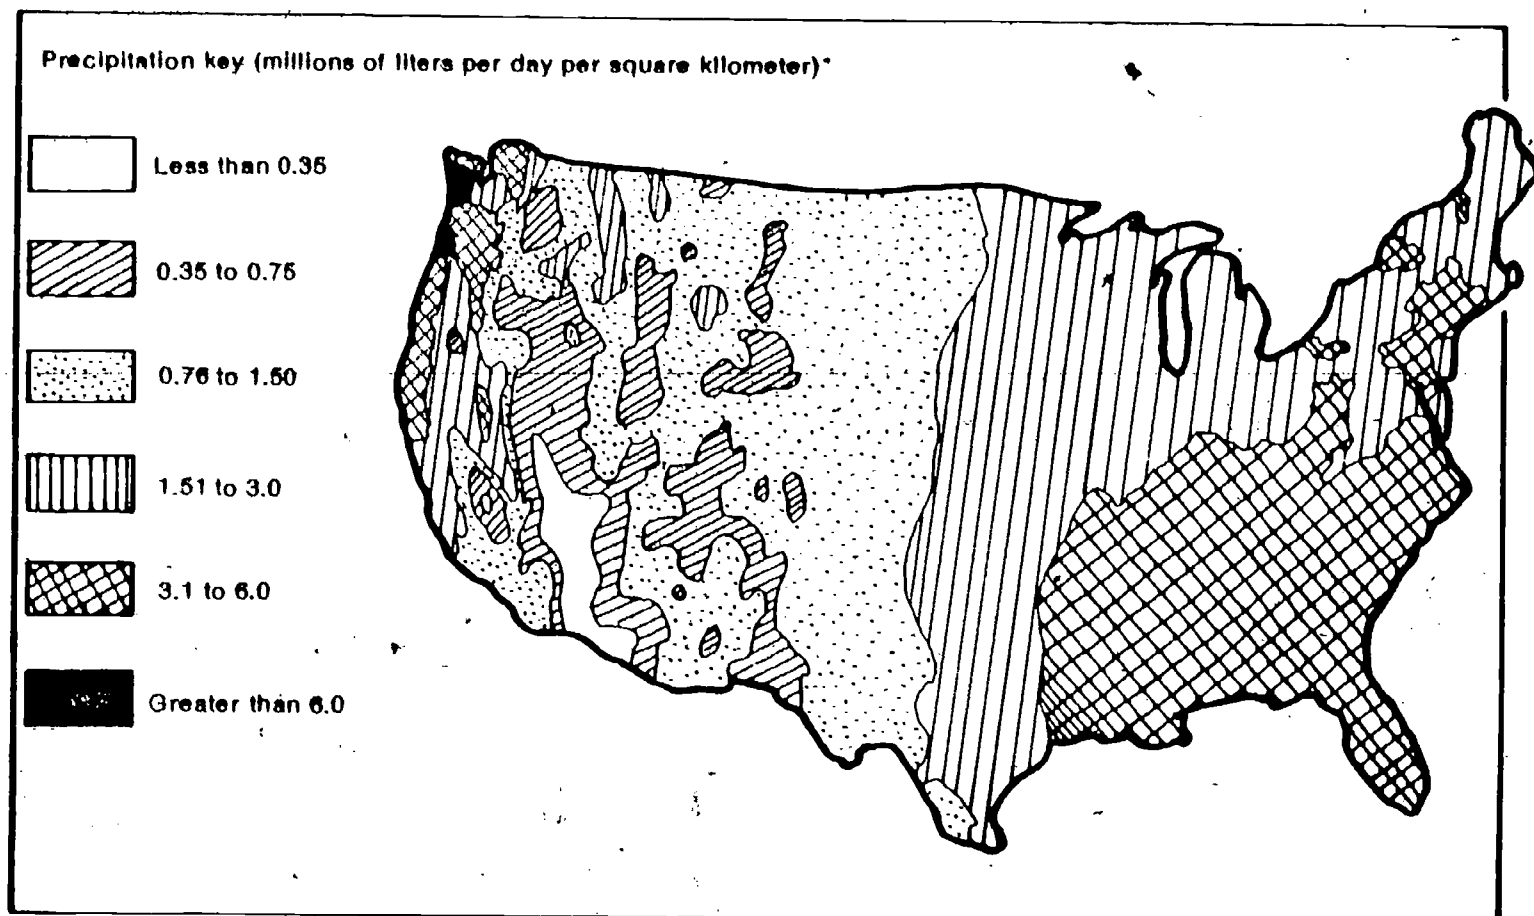 Precipitation key (millions of liters per day per square kilometer)*
Less than 0.35
0.35 to 0.75
0.76 to 1.50
1.51 to 3.0
3.1 to 6.0
Greater than 6.0